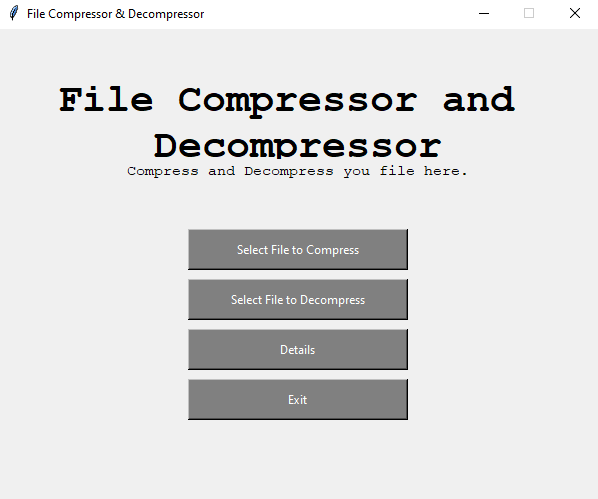 File Compressor & Decompressor
File Compressor and
Decompressor
Compress and Decompress you file here.
Select File to Compress
Select File to Decompress
Details
Exit